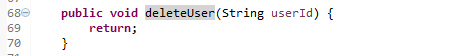 68 public void deleteUser(String userId) {
69 return;
70 }